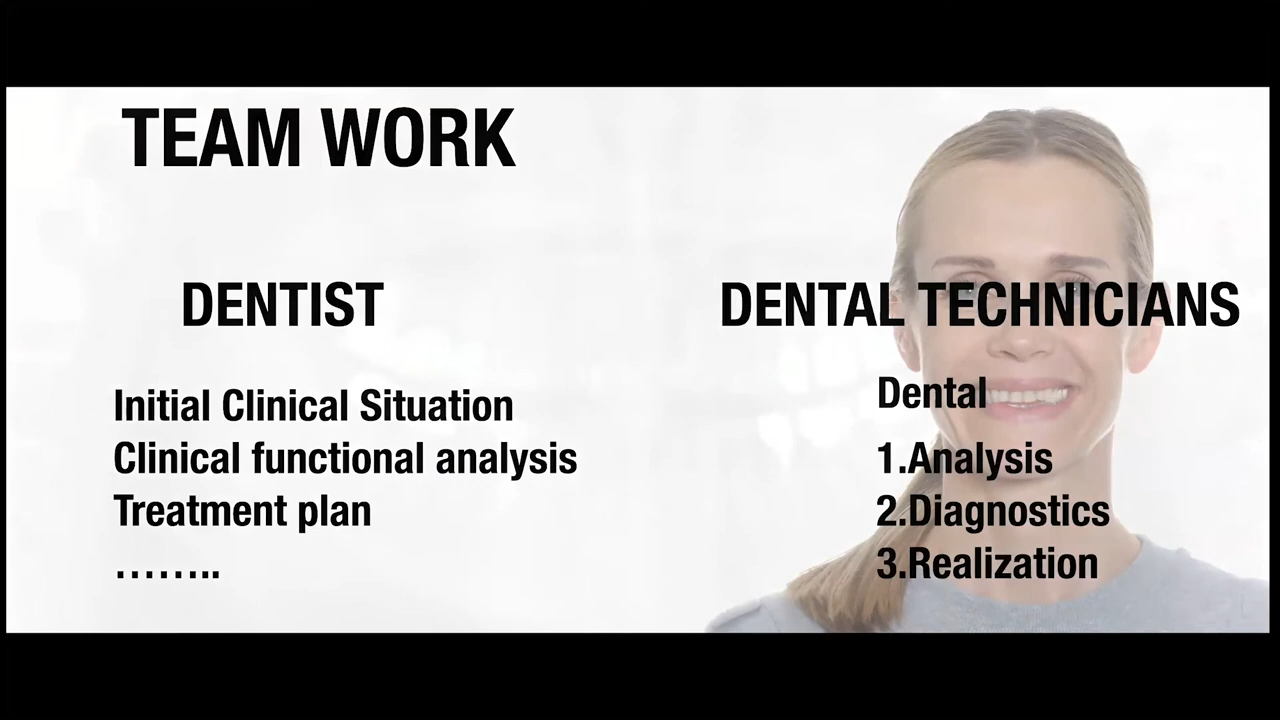 TEAM WORK
DENTIST
Initial Clinical Situation
Clinical functional analysis
Treatment plan
……...
DENTAL TECHNICIANS
Dental
1.Analysis
2.Diagnostics
3.Realization